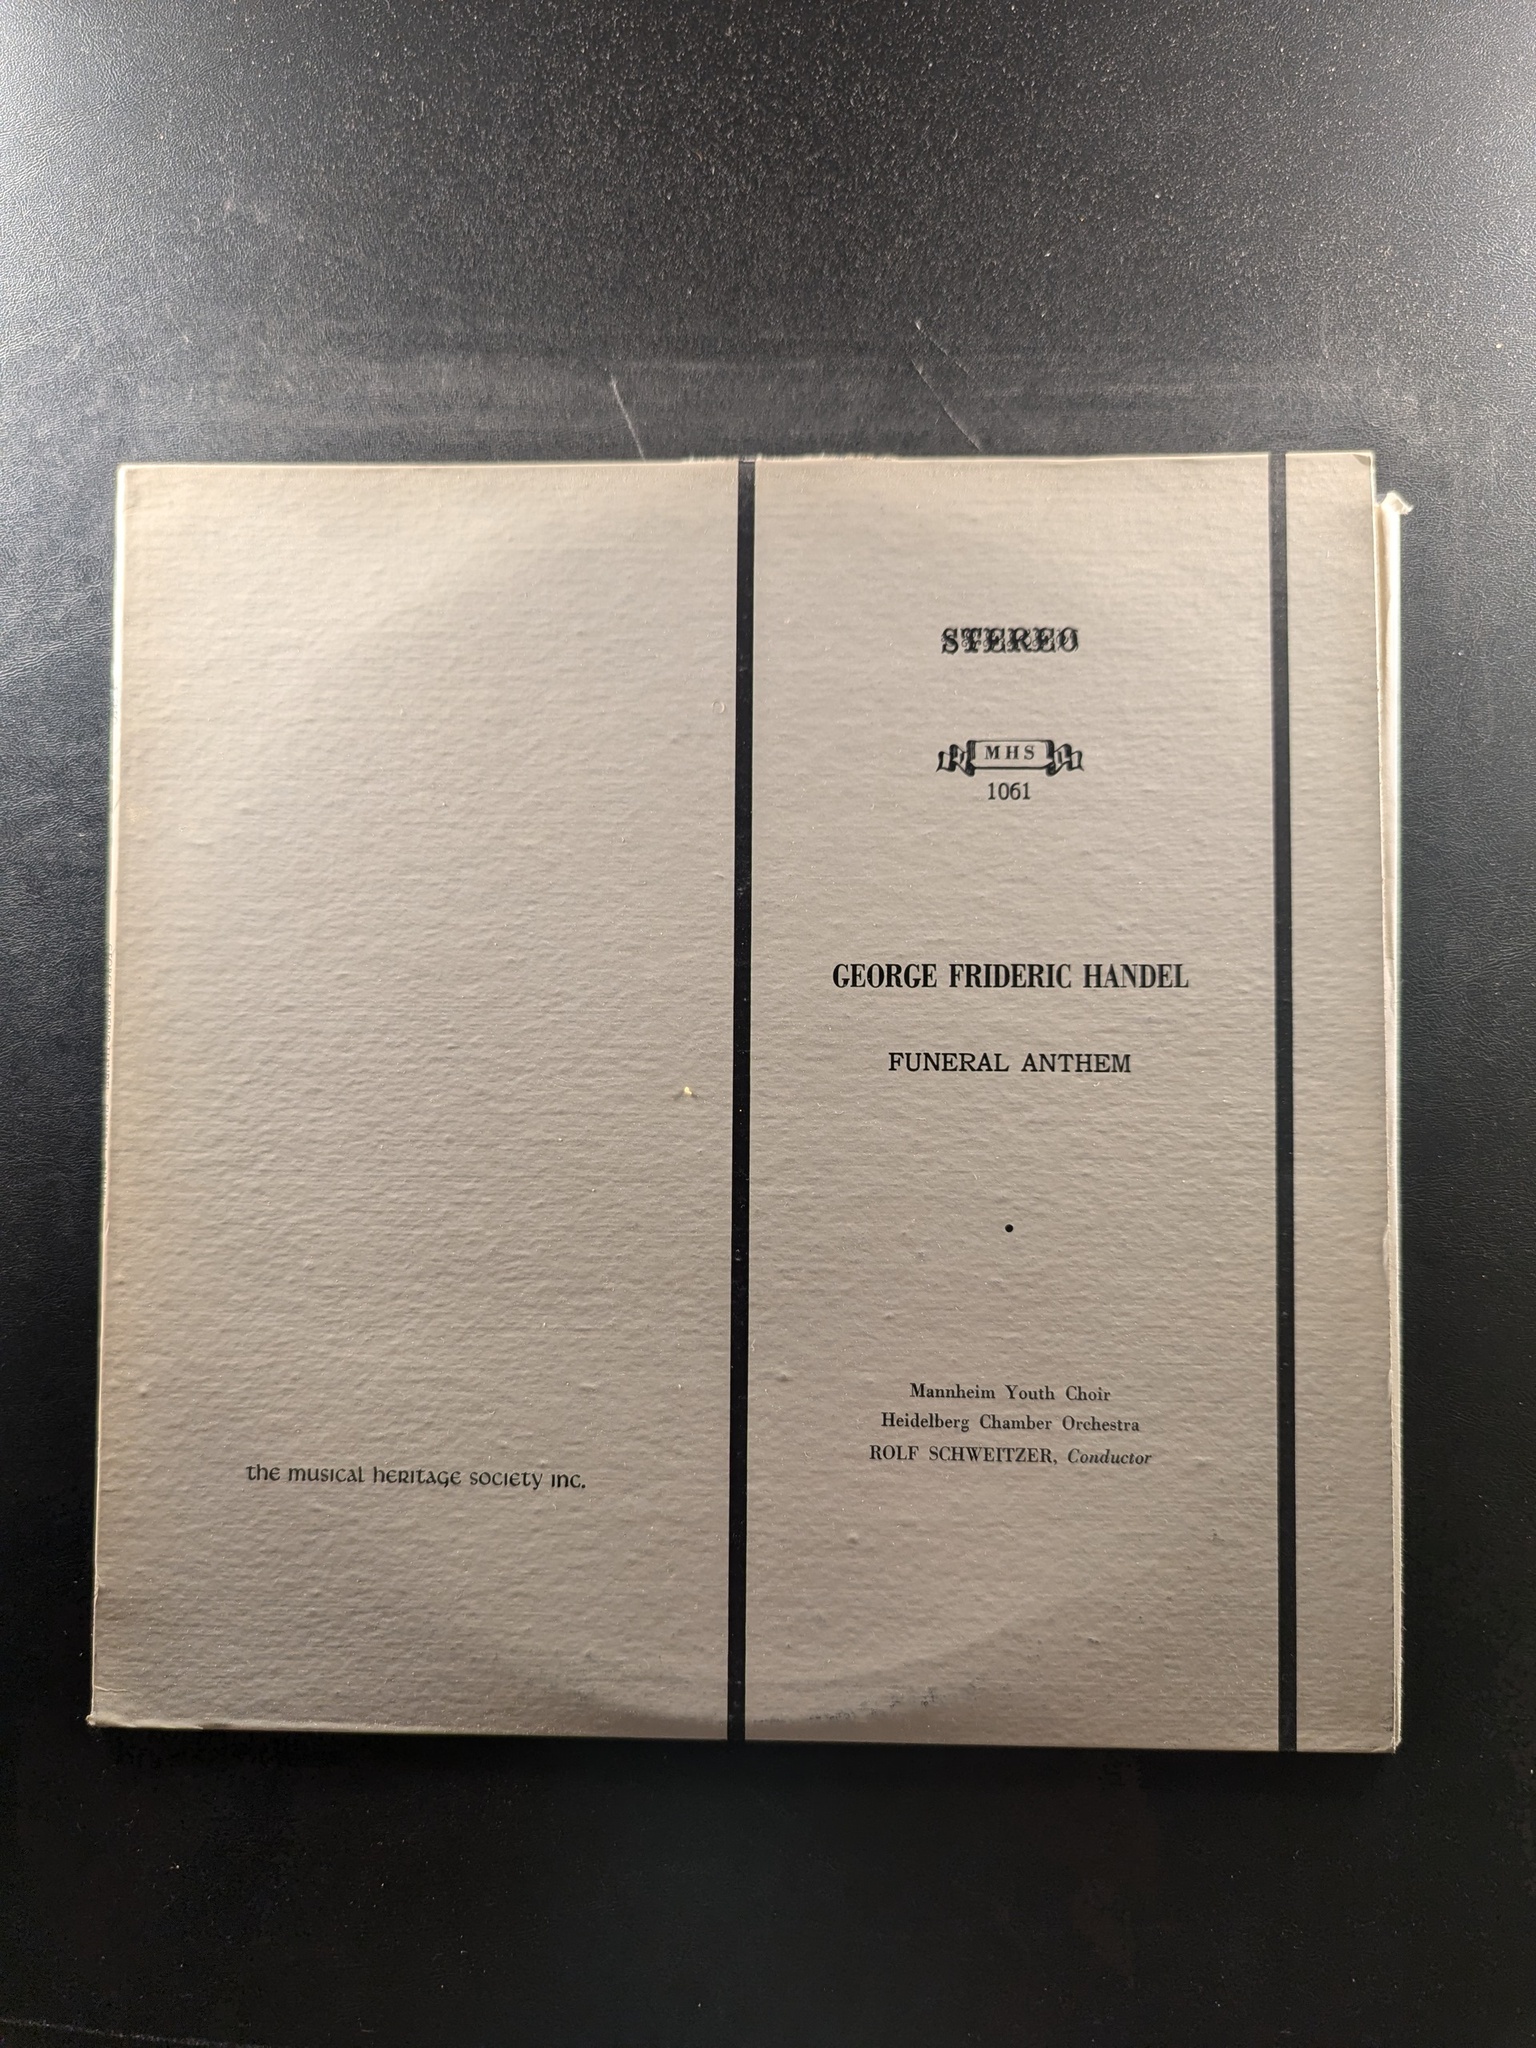 STEREO
MHS
1061
GEORGE FRIDERIC HANDEL
FUNERAL ANTHEM
Mannheim Youth Choir
Heidelberg Chamber Orchestra
ROLF SCHWEITZER, Conductor
the musical heritage society inc.